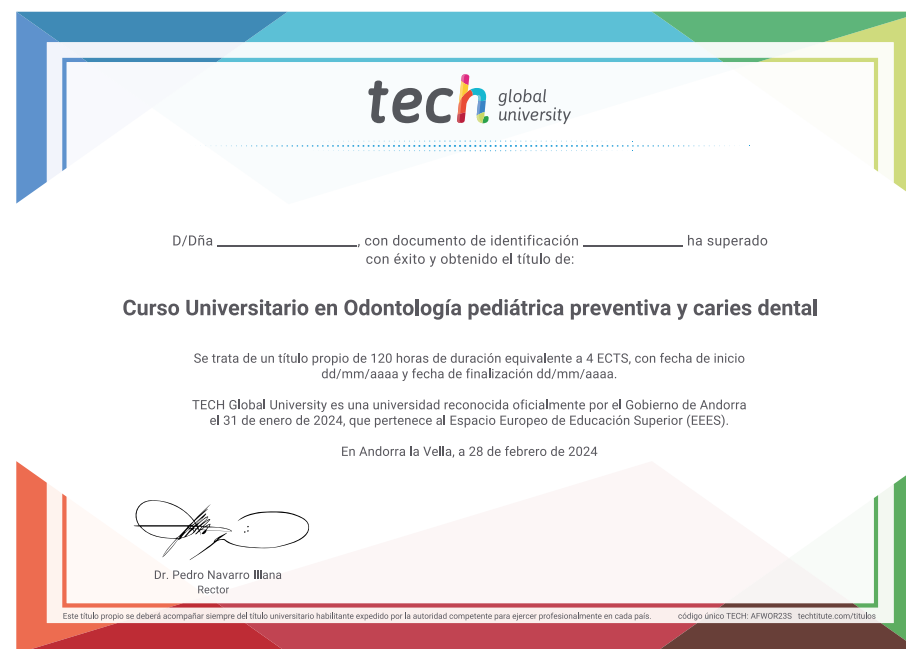 tech global university
D/Dña ____________, con documento de identificación ____________ ha superado
con éxito y obtenido el título de:
Curso Universitario en Odontología pediátrica preventiva y caries dental
Se trata de un título propio de 120 horas de duración equivalente a 4 ECTS, con fecha de inicio
dd/mm/aaaa y fecha de finalización dd/mm/aaaa.
TECH Global University es una universidad reconocida oficialmente por el Gobierno de Andorra
el 31 de enero de 2024, que pertenece al Espacio Europeo de Educación Superior (EEES).
En Andorra la Vella, a 28 de febrero de 2024
Dr. Pedro Navarro Illana
Rector
Este título propio se deberá acompañar siempre del título universitario habilitante expedido por la autoridad competente para ejercer profesionalmente en cada país. código único TECH: AFWOR23S techtitute.com/titulos